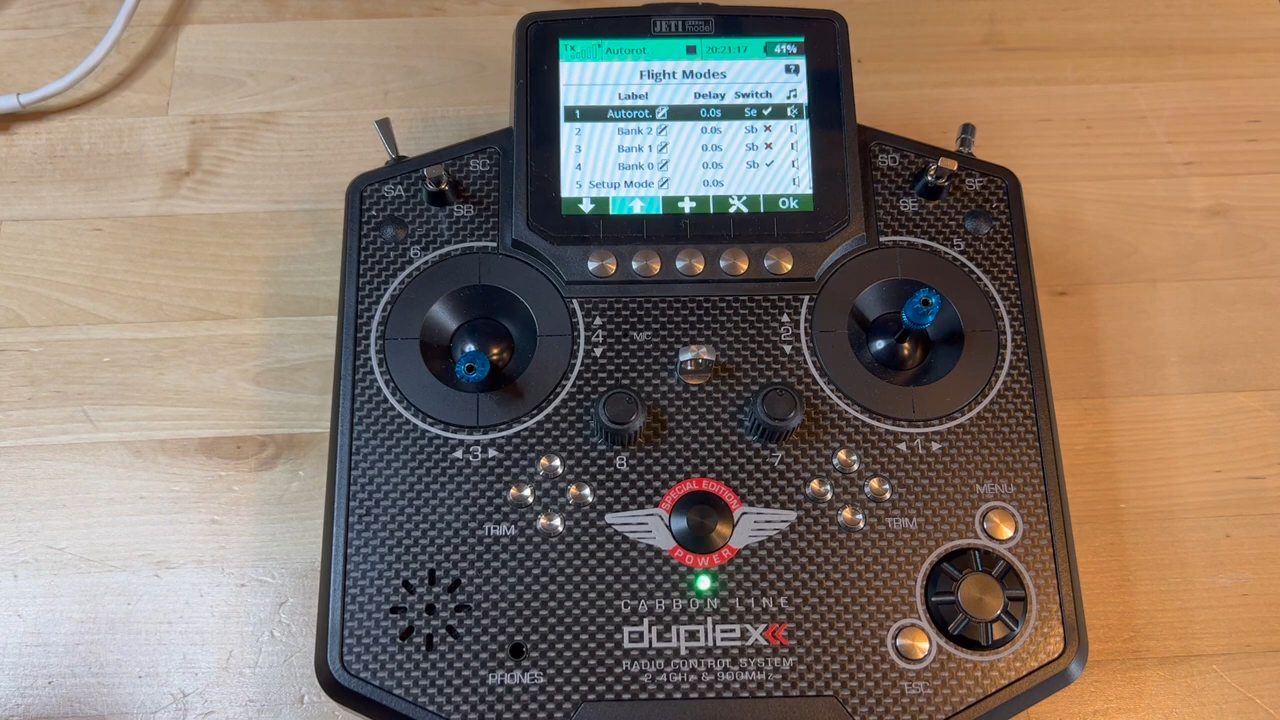 JETI model
Tx Autorot. 20:21:17 41%
Flight Modes ?
Label Delay Switch
1 Autorot. 0.0s Se
2 Bank 2 0.0s Sb
3 Bank 1 0.0s Sb
4 Bank 0 0.0s Sb
5 Setup Mode 0.0s
Ok
SC
SA
SB
SD
SF
SE
6
5
4
MIC
2
3
8
7
1
TRIM
SPECIAL EDITION
POWER
TRIM
MENU
CARBON LINE
duplex
RADIO CONTROL SYSTEM
2.4GHz & 900MHz
PHONES
ESC